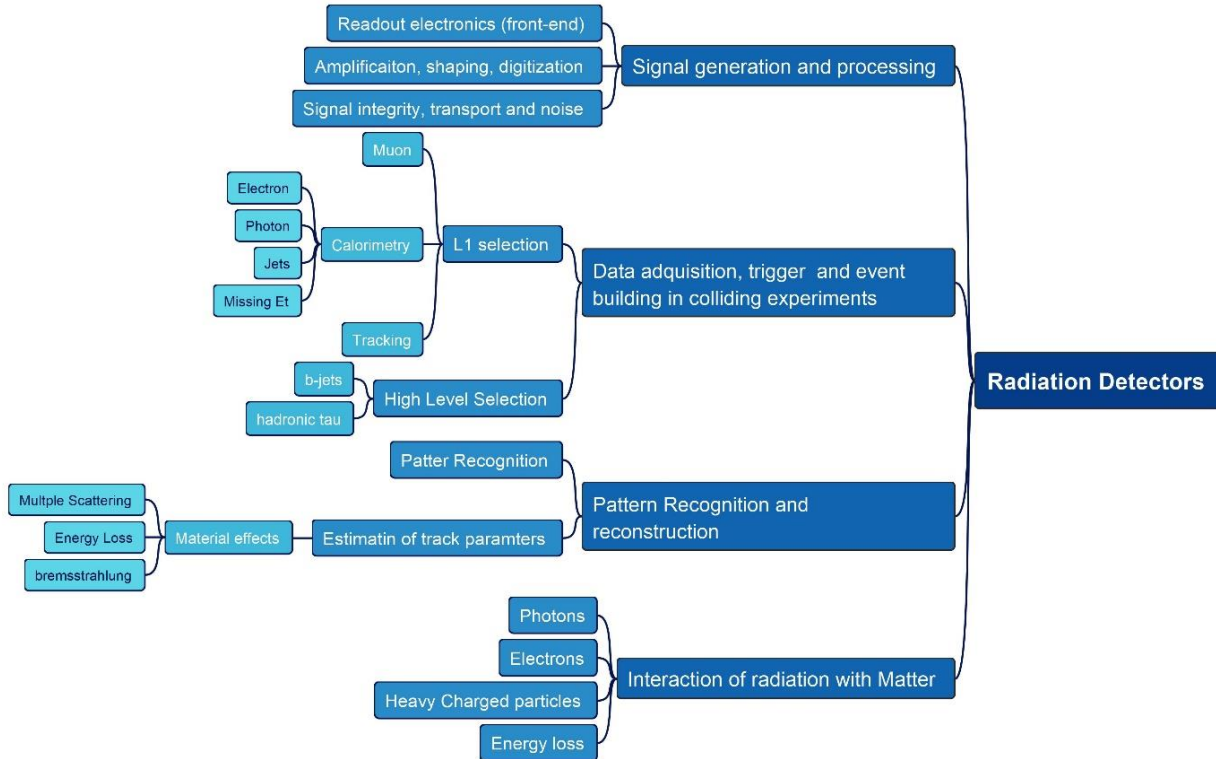 Readout electronics (front-end)
Amplificaiton, shaping, digitization
Signal generation and processing
Signal integrity, transport and noise
Muon
Electron
Photon
Calorimetry
L1 selection
Jets
Missing Et
Data adquisition, trigger and event
building in colliding experiments
Tracking
b-jets
High Level Selection
hadronic tau
Radiation Detectors
Patter Recognition
Pattern Recognition and
reconstruction
Multple Scattering
Energy Loss
Material effects
Estimatin of track paramters
bremsstrahlung
Photons
Electrons
Interaction of radiation with Matter
Heavy Charged particles
Energy loss